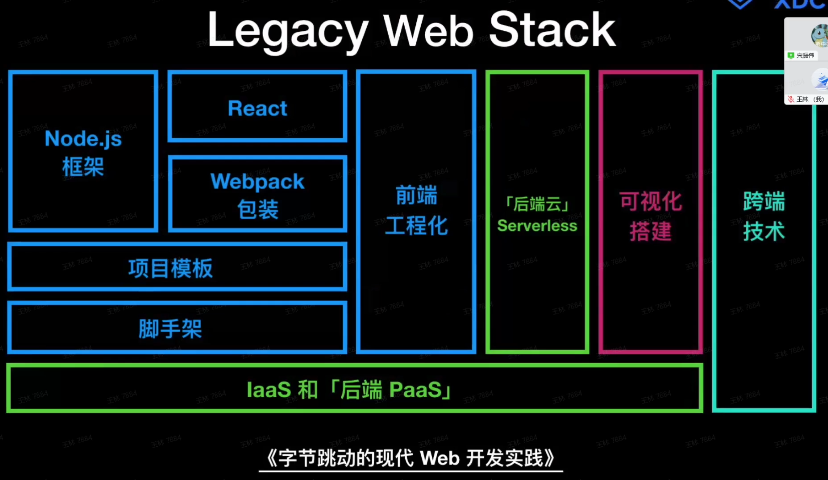 XDC
Legacy Web Stack
Node.js
框架
React
Webpack
包装
前端
工程化
「后端云」
Serverless
可视化
搭建
跨端
技术
项目模板
脚手架
IaaS 和「后端 PaaS」
《字节跳动的现代 Web 开发实践》